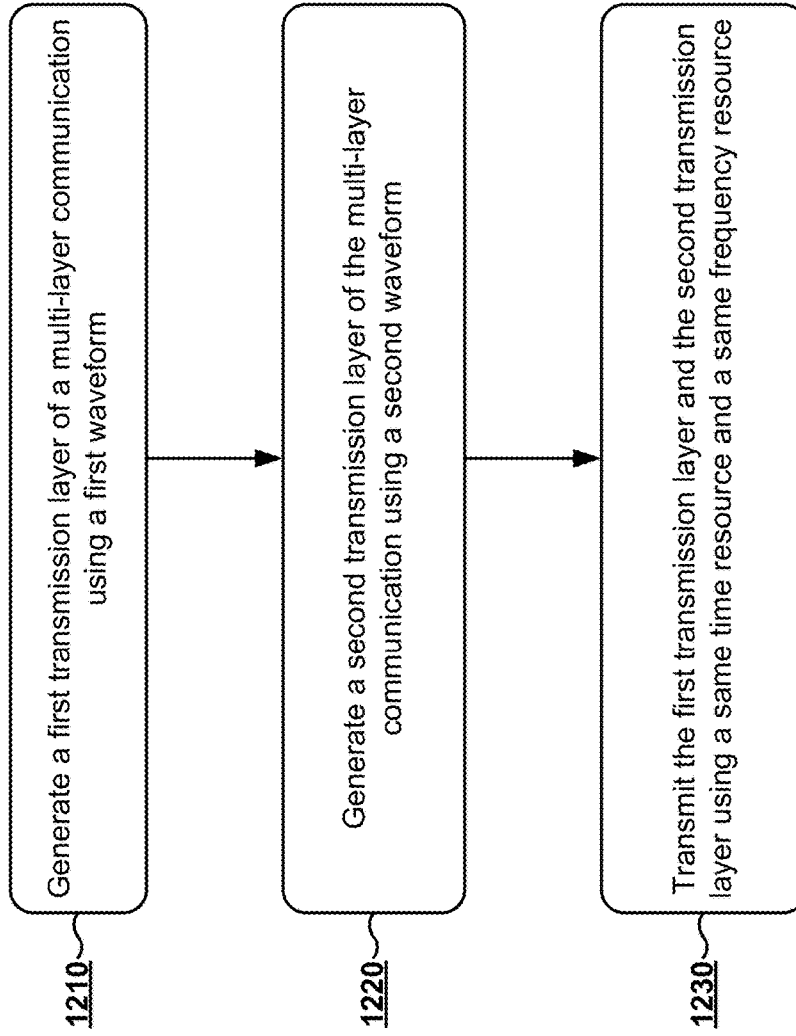 1210
Generate a first transmission layer of a multi-layer communication
using a first waveform
1220
Generate a second transmission layer of the multi-layer
communication using a second waveform
1230
Transmit the first transmission layer and the second transmission
layer using a same time resource and a same frequency resource